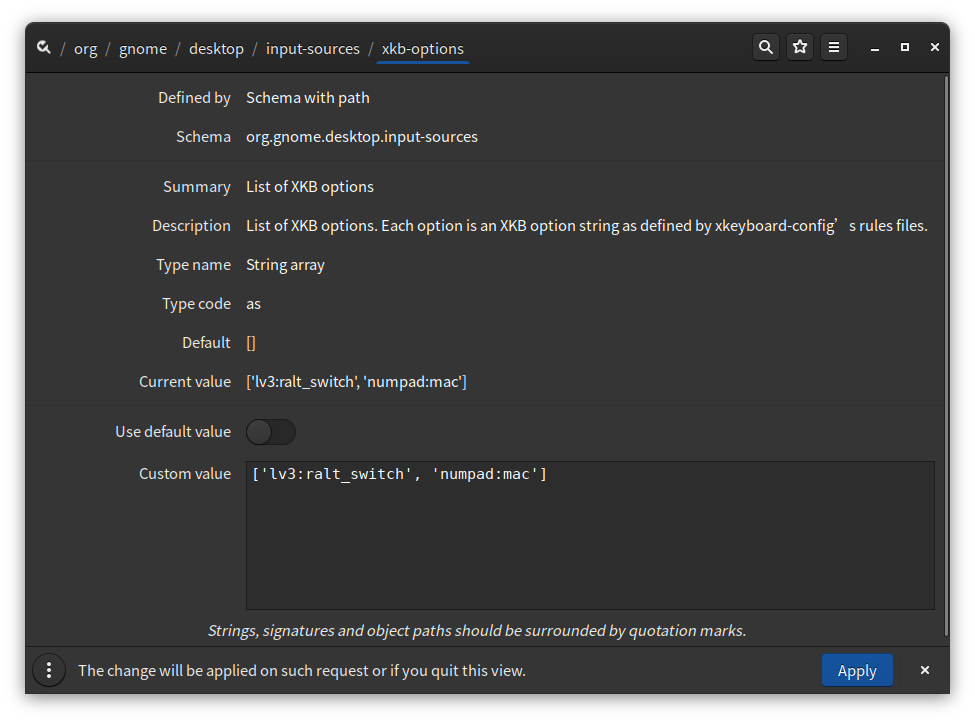 / org / gnome / desktop / input-sources / xkb-options
Defined by Schema with path
Schema org.gnome.desktop.input-sources
Summary List of XKB options
Description List of XKB options. Each option is an XKB option string as defined by xkeyboard-config’s rules files.
Type name String array
Type code as
Default []
Current value ['lv3:ralt_switch', 'numpad:mac']
Use default value
Custom value ['lv3:ralt_switch', 'numpad:mac']
Strings, signatures and object paths should be surrounded by quotation marks.
The change will be applied on such request or if you quit this view. Apply